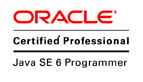 ORACLE
Certified Professional
Java SE 6 Programmer